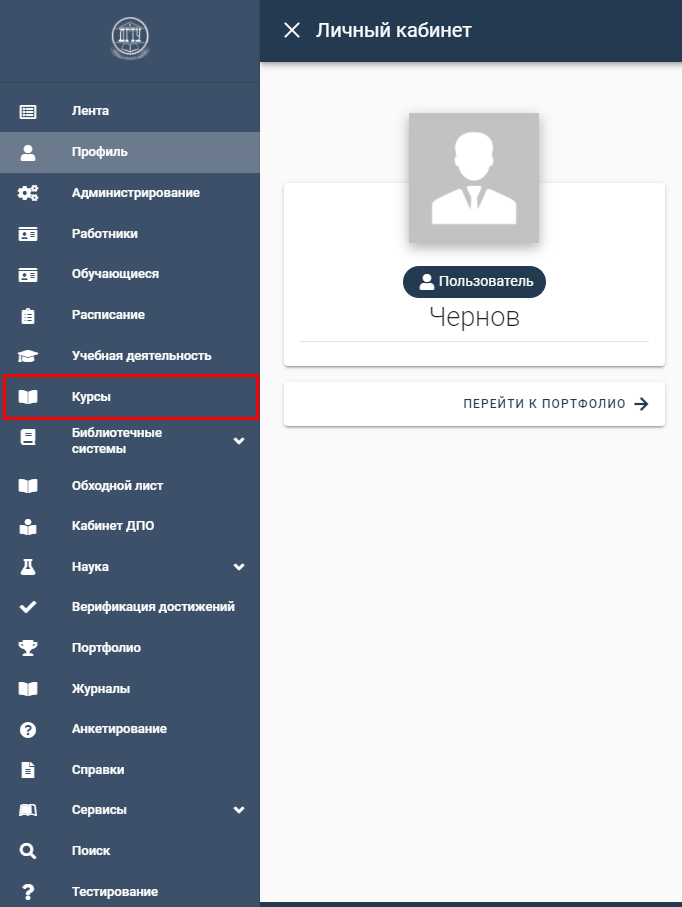 Личный кабинет
Лента
Профиль
Администрирование
Работники
Обучающиеся
Расписание
Учебная деятельность
Курсы
Библиотечные
системы
Обходной лист
Кабинет ДПО
Наука
Верификация достижений
Портфолио
Журналы
Анкетирование
Справки
Сервисы
Поиск
Тестирование
Пользователь
Чернов
ПЕРЕЙТИ К ПОРТФОЛИО